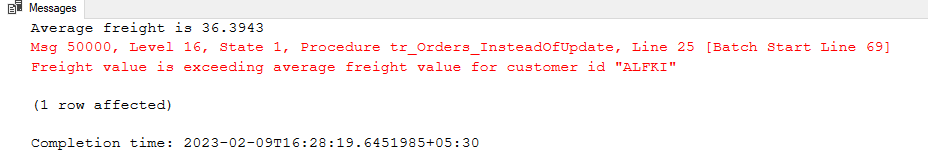 Messages
Average freight is 36.3943
Msg 50000, Level 16, State 1, Procedure tr_Orders_InsteadOfUpdate, Line 25 [Batch Start Line 69]
Freight value is exceeding average freight value for customer id "ALFKI"
(1 row affected)
Completion time: 2023-02-09T16:28:19.6451985+05:30